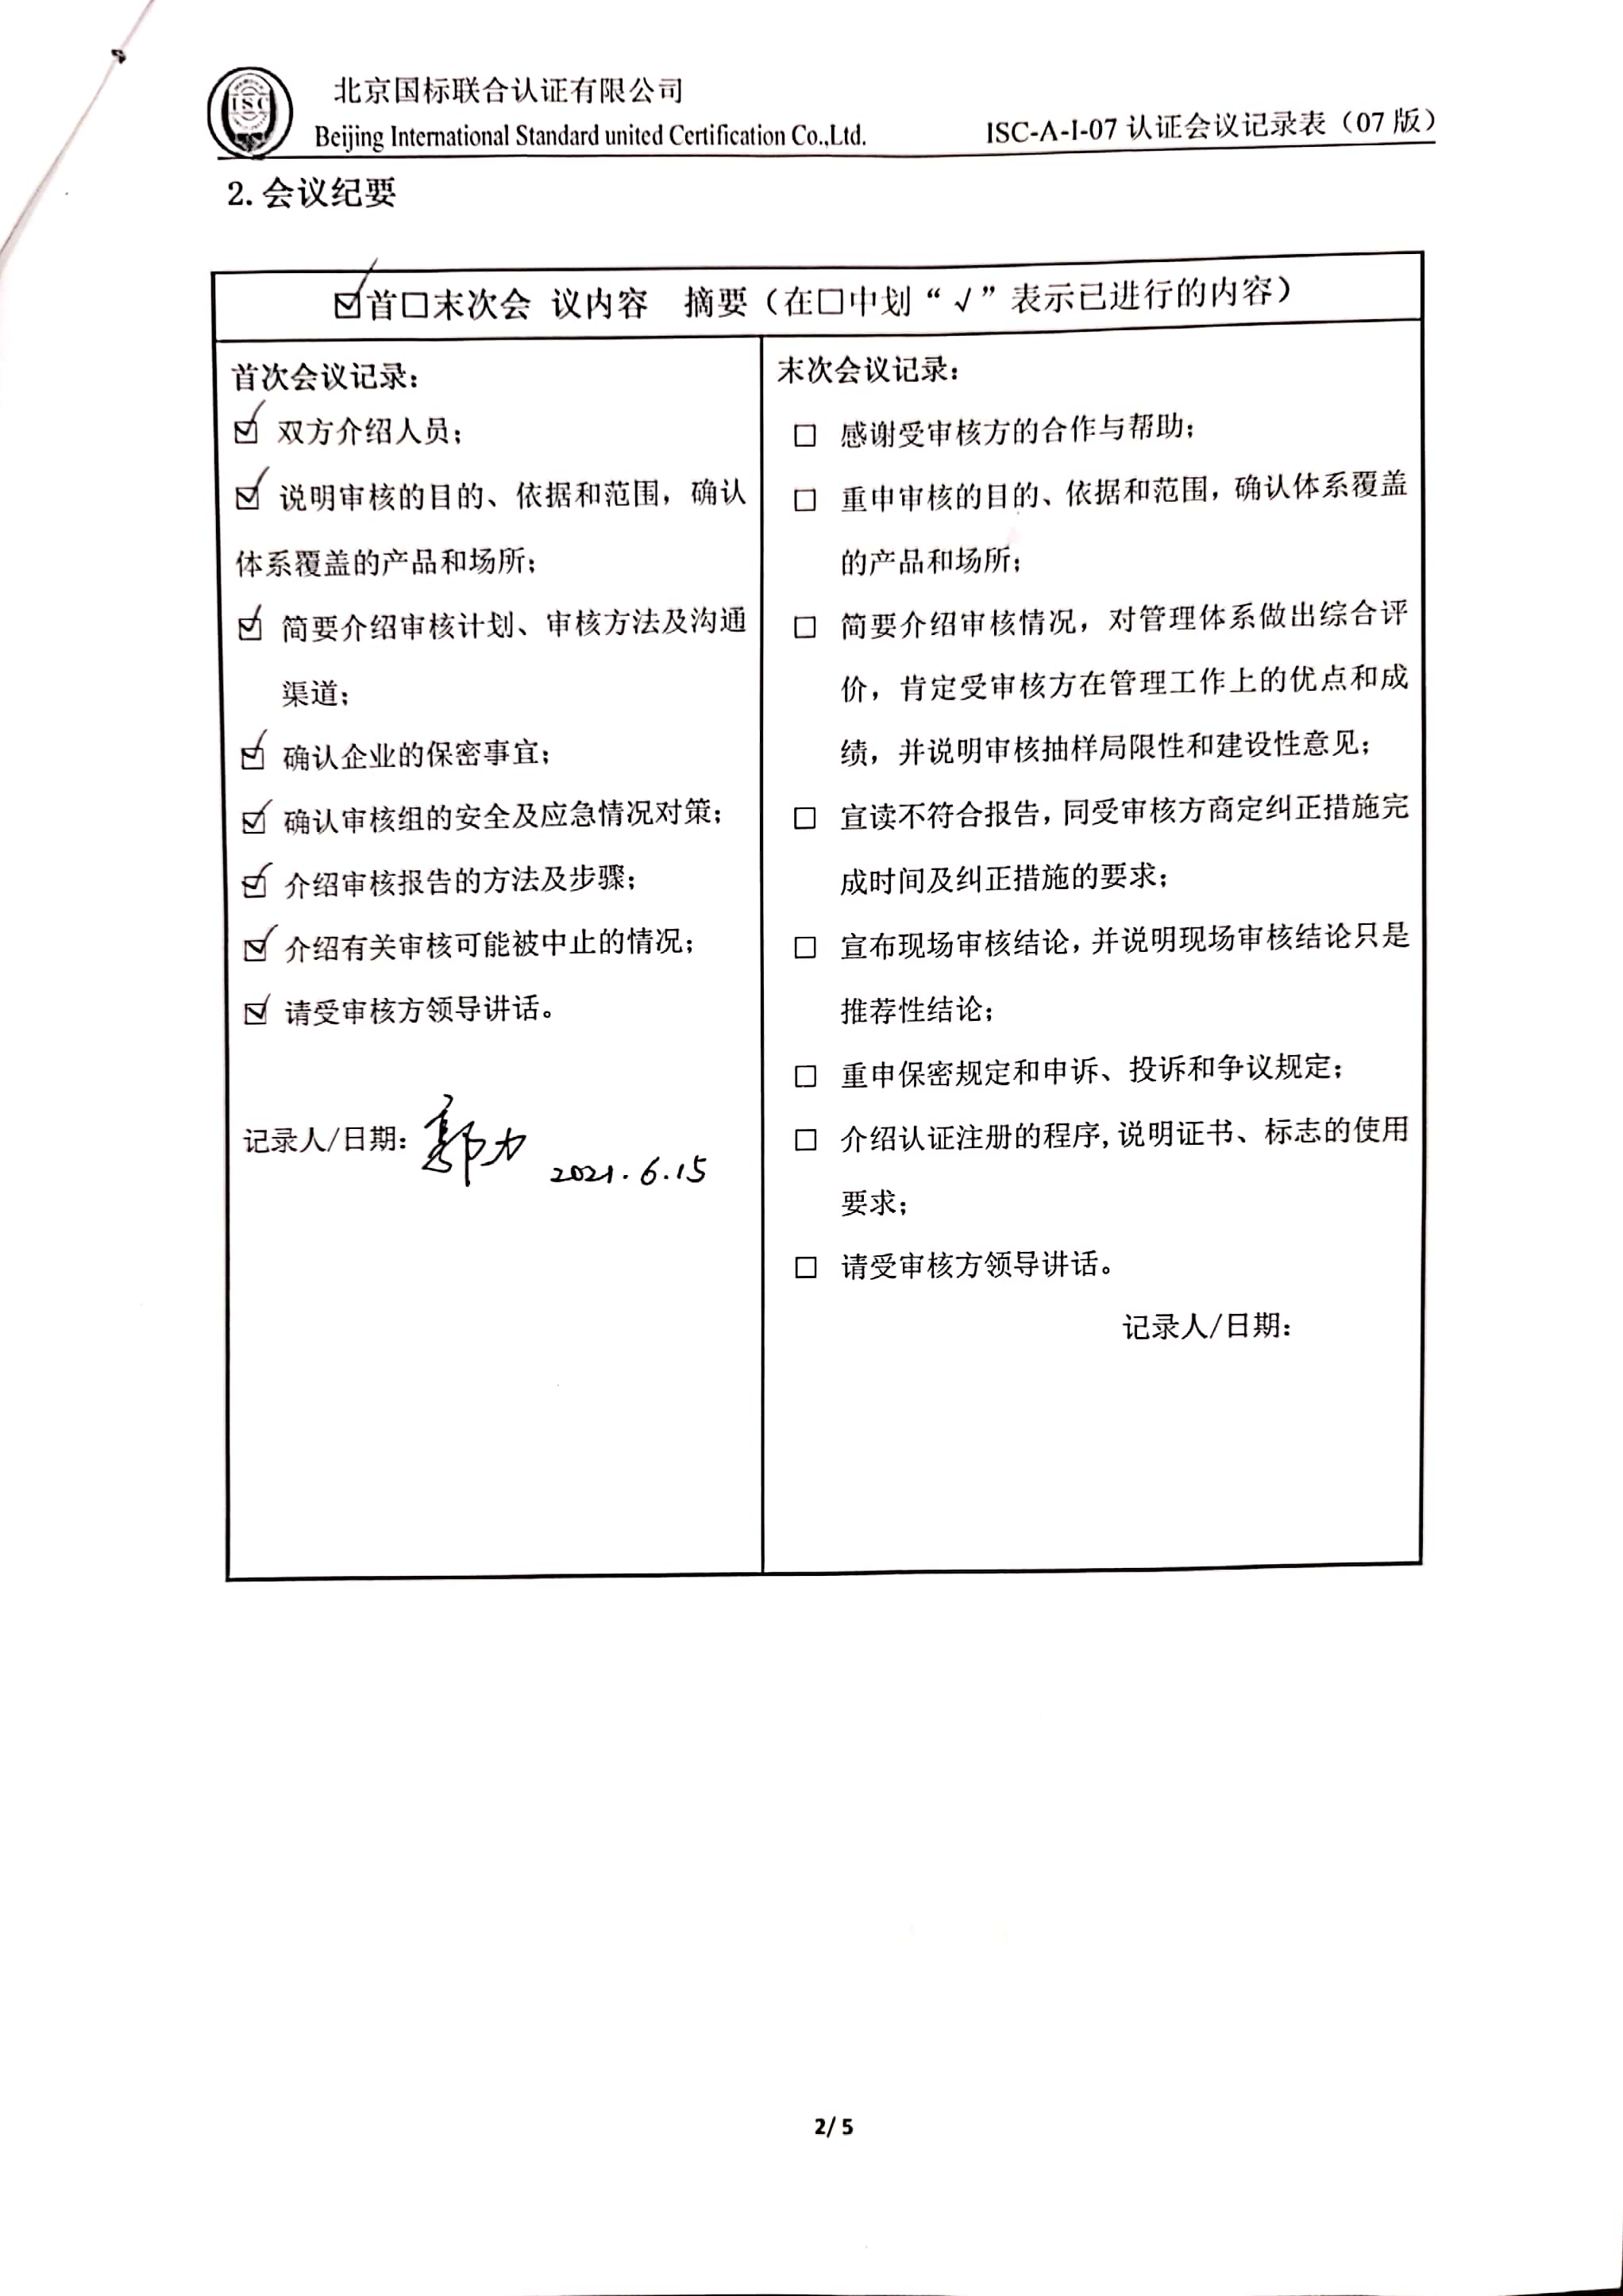 ISC
北京国标联合认证有限公司
Beijing International Standard united Certification Co.,Ltd.
ISC-A-I-07 认证会议记录表（07 版）
2. 会议纪要
☑首□末次会 议内容 摘要（在□中划“√”表示已进行的内容）
首次会议记录：
☑ 双方介绍人员；
☑ 说明审核的目的、依据和范围，确认
体系覆盖的产品和场所；
☑ 简要介绍审核计划、审核方法及沟通
渠道；
☑ 确认企业的保密事宜；
☑ 确认审核组的安全及应急情况对策；
☑ 介绍审核报告的方法及步骤；
☑ 介绍有关审核可能被中止的情况；
☑ 请受审核方领导讲话。
记录人/日期：郭力 2021.6.15
末次会议记录：
□ 感谢受审核方的合作与帮助；
□ 重申审核的目的、依据和范围，确认体系覆盖
的产品和场所；
□ 简要介绍审核情况，对管理体系做出综合评
价，肯定受审核方在管理工作上的优点和成
绩，并说明审核抽样局限性和建设性意见；
□ 宣读不符合报告，同受审核方商定纠正措施完
成时间及纠正措施的要求；
□ 宣布现场审核结论，并说明现场审核结论只是
推荐性结论；
□ 重申保密规定和申诉、投诉和争议规定；
□ 介绍认证注册的程序，说明证书、标志的使用
要求；
□ 请受审核方领导讲话。
记录人/日期：
2/ 5